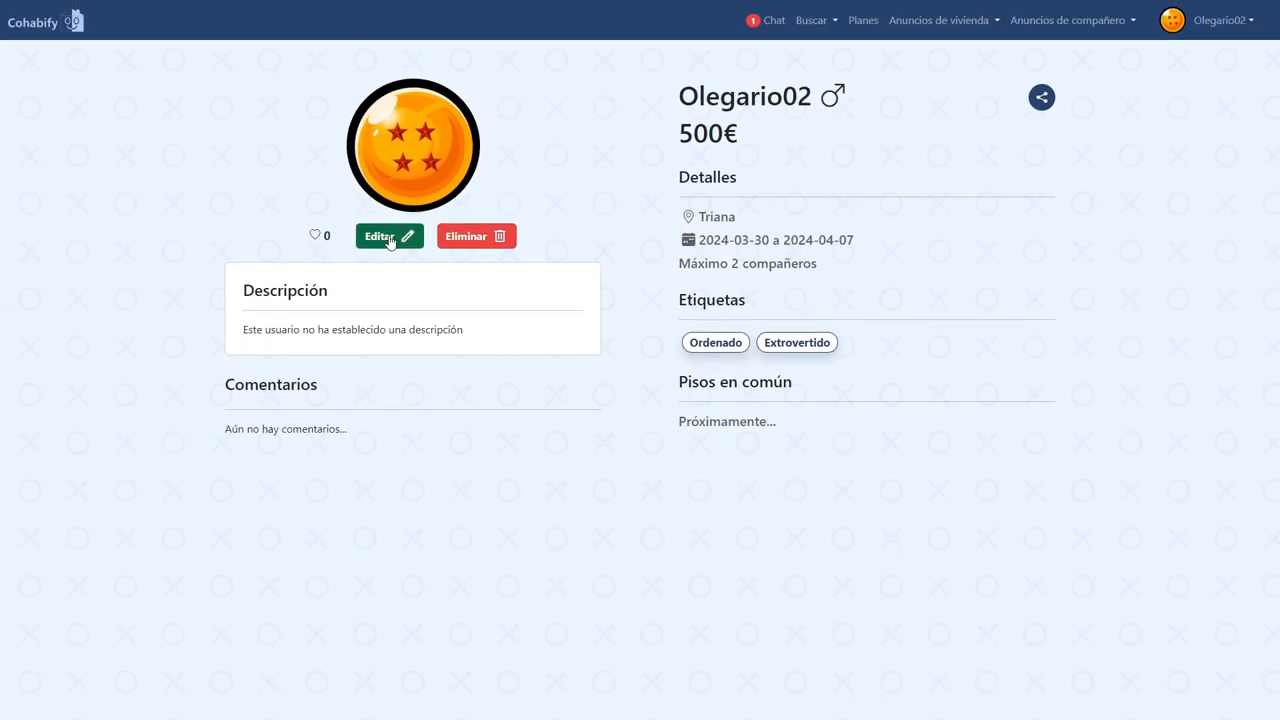 Cohabify
1 Chat Buscar Planes Anuncios de vivienda Anuncios de compañero Olegario02
0 Editar Eliminar
Descripción
Este usuario no ha establecido una descripción
Comentarios
Aún no hay comentarios...
Olegario02
500€
Detalles
Triana
2024-03-30 a 2024-04-07
Máximo 2 compañeros
Etiquetas
Ordenado Extrovertido
Pisos en común
Próximamente...